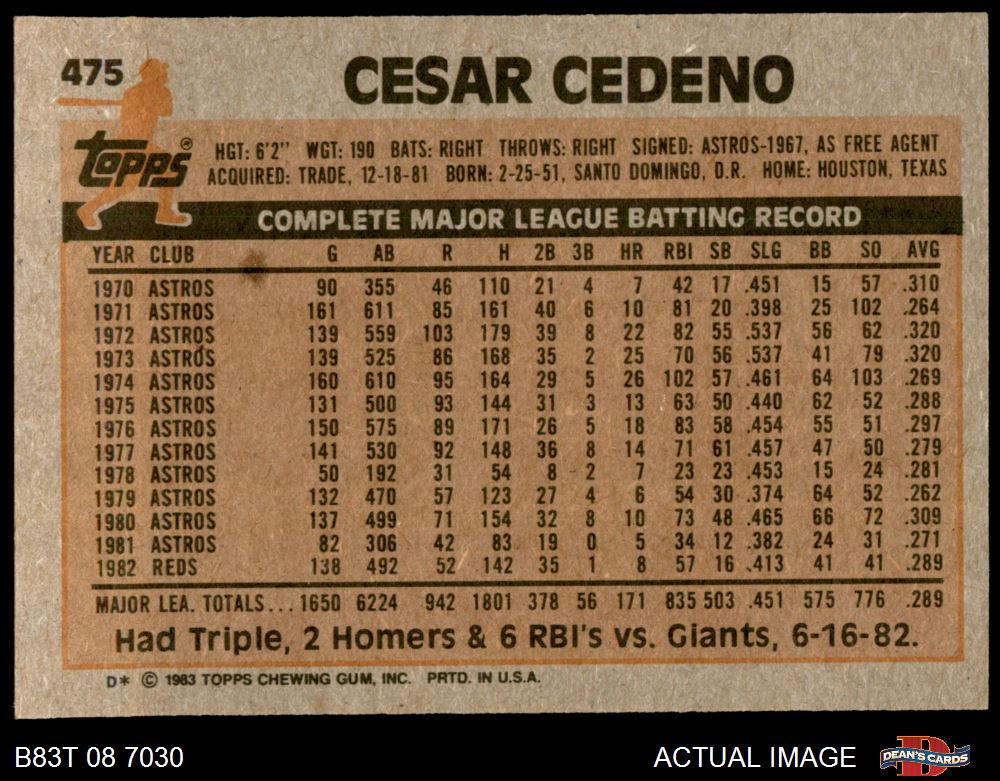 475 CESAR CEDENO
Topps® HGT: 6'2" WGT: 190 BATS: RIGHT THROWS: RIGHT SIGNED: ASTROS-1967, AS FREE AGENT
ACQUIRED: TRADE, 12-18-81 BORN: 2-25-51, SANTO DOMINGO, D.R. HOME: HOUSTON, TEXAS
COMPLETE MAJOR LEAGUE BATTING RECORD
YEAR CLUB G AB R H 2B 3B HR RBI SB SLG BB SO AVG
1970 ASTROS 90 355 46 110 21 4 7 42 17 .451 15 57 .310
1971 ASTROS 161 611 85 161 40 6 10 81 20 .398 25 102 .264
1972 ASTROS 139 559 103 179 39 8 22 82 55 .537 56 62 .320
1973 ASTROS 139 525 86 168 35 2 25 70 56 .537 41 79 .320
1974 ASTROS 160 610 95 164 29 5 26 102 57 .461 64 103 .269
1975 ASTROS 131 500 93 144 31 3 13 63 50 .440 62 52 .288
1976 ASTROS 150 575 89 171 26 5 18 83 58 .454 55 51 .297
1977 ASTROS 141 530 92 148 36 8 14 71 61 .457 47 50 .279
1978 ASTROS 50 192 31 54 8 2 7 23 23 .453 15 24 .281
1979 ASTROS 132 470 57 123 27 4 6 54 30 .374 64 52 .262
1980 ASTROS 137 499 71 154 32 8 10 73 48 .465 66 72 .309
1981 ASTROS 82 306 42 83 19 0 5 34 12 .382 24 31 .271
1982 REDS 138 492 52 142 35 1 8 57 16 .413 41 41 .289
MAJOR LEA. TOTALS... 1650 6224 942 1801 378 56 171 835 503 .451 575 776 .289
Had Triple, 2 Homers & 6 RBI's vs. Giants, 6-16-82.
D* © 1983 TOPPS CHEWING GUM, INC. PRTD. IN U.S.A.
B83T 08 7030 ACTUAL IMAGE DEAN'S CARDS